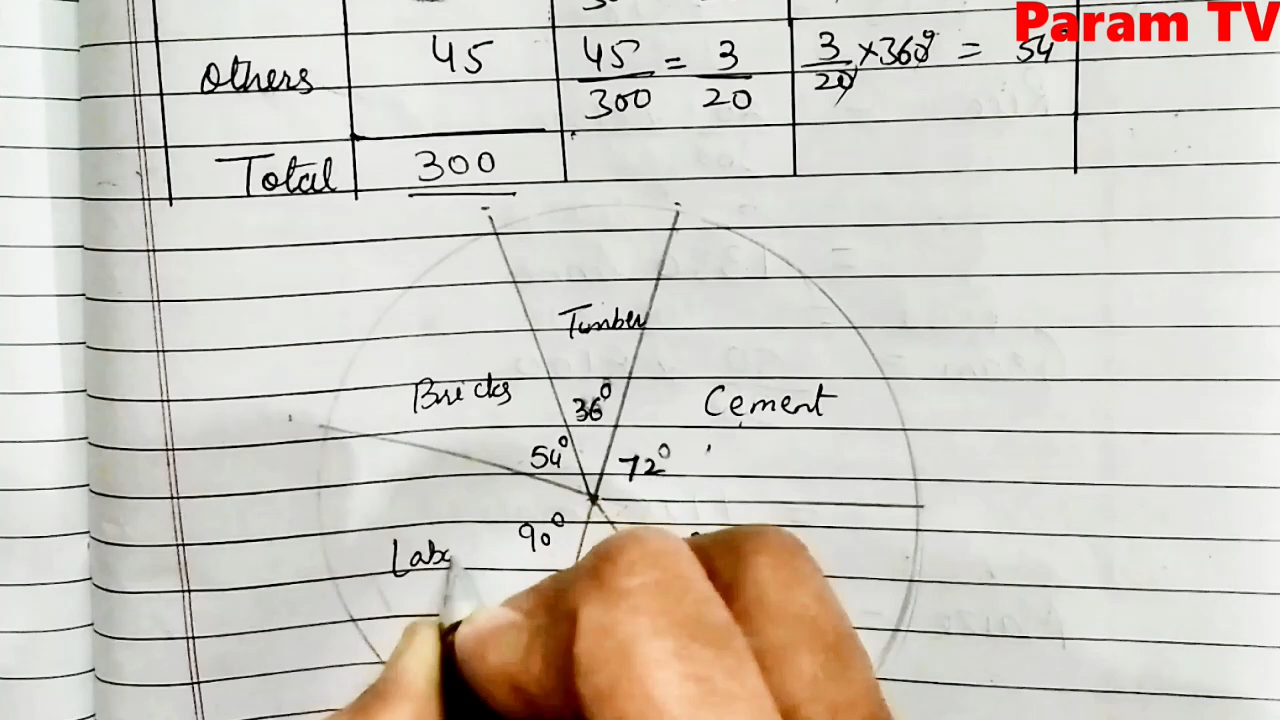 Param TV
Others 45 45/300 = 3/20 3/20 ×360° = 54
Total 300
Timber
Bricks 36° Cement
54° 72°
90°
Labo